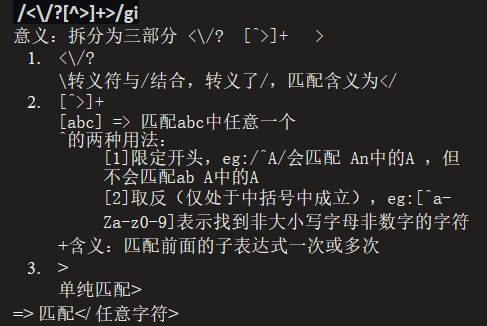 /<\/?[^>]+>/gi
意义：拆分为三部分 <\/?  [^>]+   >
1. <\/?
\转义符与/结合，转义了/，匹配含义为</
2. [^>]+
[abc] => 匹配abc中任意一个
^的两种用法：
[1]限定开头，eg:/^A/会匹配 An中的A ，但
不会匹配ab A中的A
[2]取反（仅处于中括号中成立），eg:[^a-
Za-z0-9]表示找到非大小写字母非数字的字符
+含义：匹配前面的子表达式一次或多次
3. >
单纯匹配>
=> 匹配</ 任意字符>